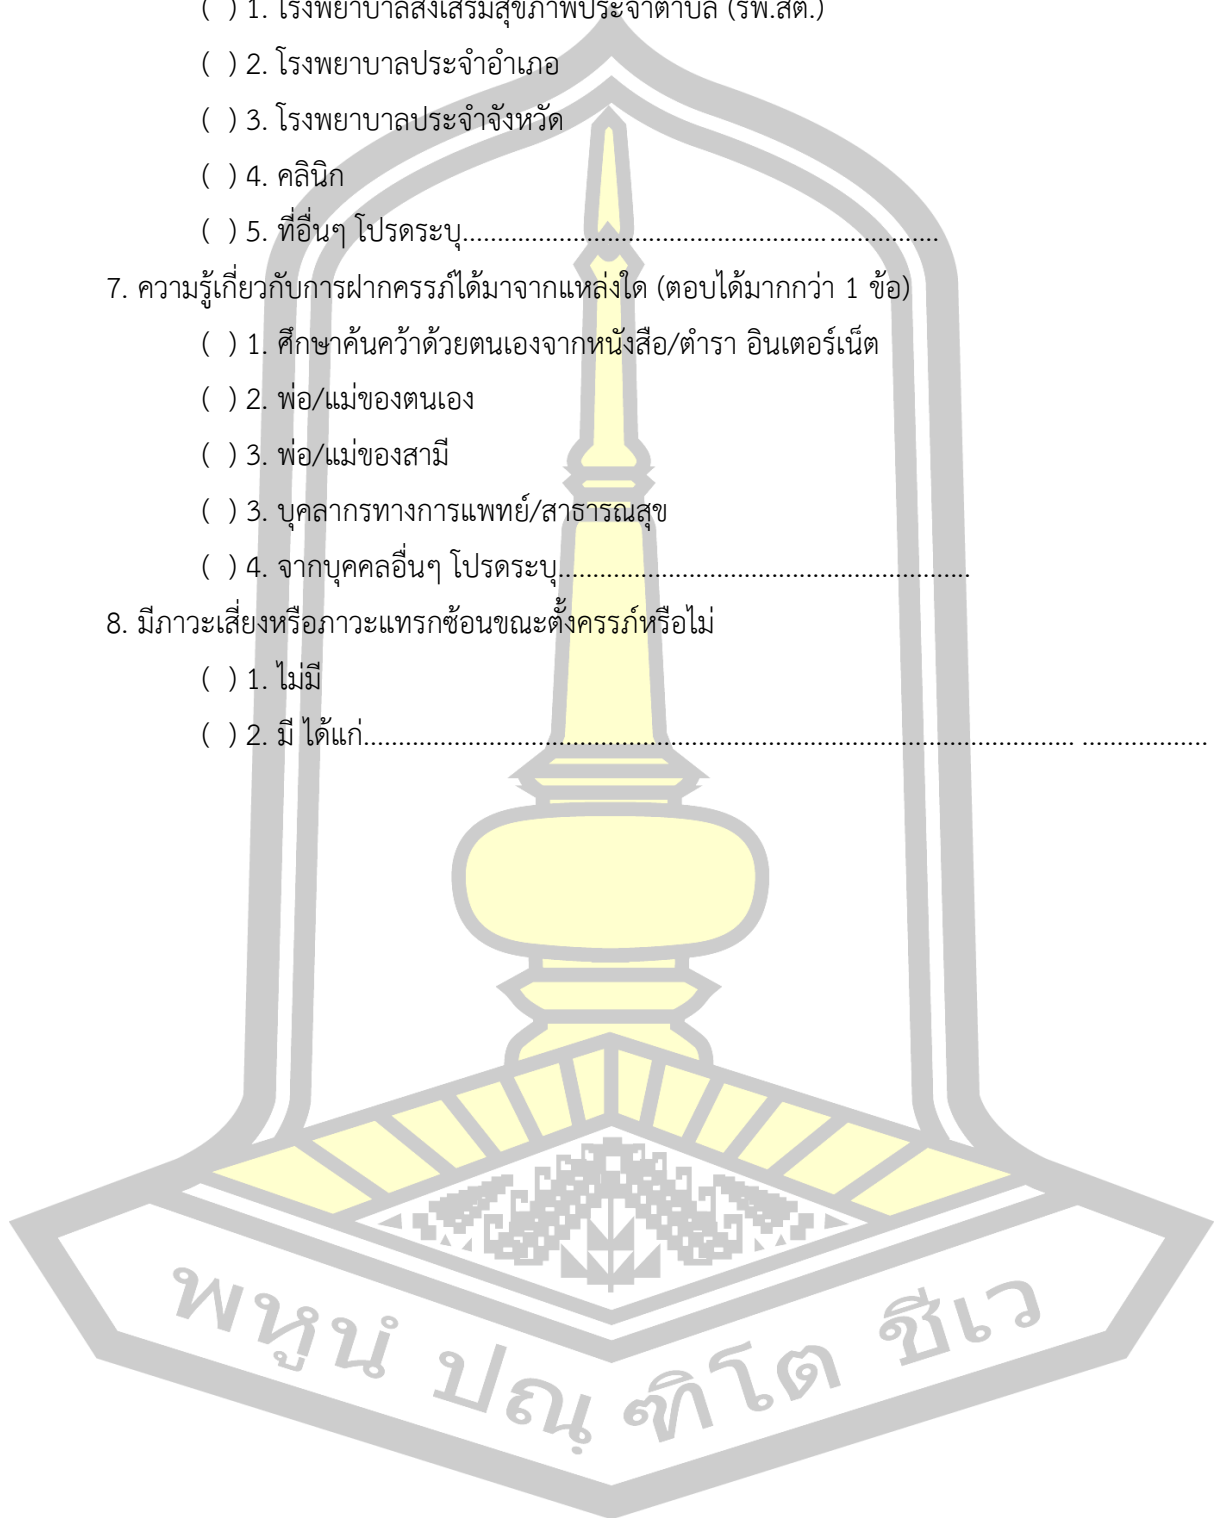 ( ) 1. โรงพยาบาลส่งเสริมสุขภาพประจำตำบล (รพ.สต.)
( ) 2. โรงพยาบาลประจำอำเภอ
( ) 3. โรงพยาบาลประจำจังหวัด
( ) 4. คลินิก
( ) 5. ที่อื่นๆ โปรดระบุ....................................................................
7. ความรู้เกี่ยวกับการฝากครรภ์ได้มาจากแหล่งใด (ตอบได้มากกว่า 1 ข้อ)
( ) 1. ศึกษาค้นคว้าด้วยตนเองจากหนังสือ/ตำรา อินเตอร์เน็ต
( ) 2. พ่อ/แม่ของตนเอง
( ) 3. พ่อ/แม่ของสามี
( ) 3. บุคลากรทางการแพทย์/สาธารณสุข
( ) 4. จากบุคคลอื่นๆ โปรดระบุ...........................................................
8. มีภาวะเสี่ยงหรือภาวะแทรกซ้อนขณะตั้งครรภ์หรือไม่
( ) 1. ไม่มี
( ) 2. มี ได้แก่...................................................................................................... ..................
พหูนํ ปณฺฑิโต ชีเว